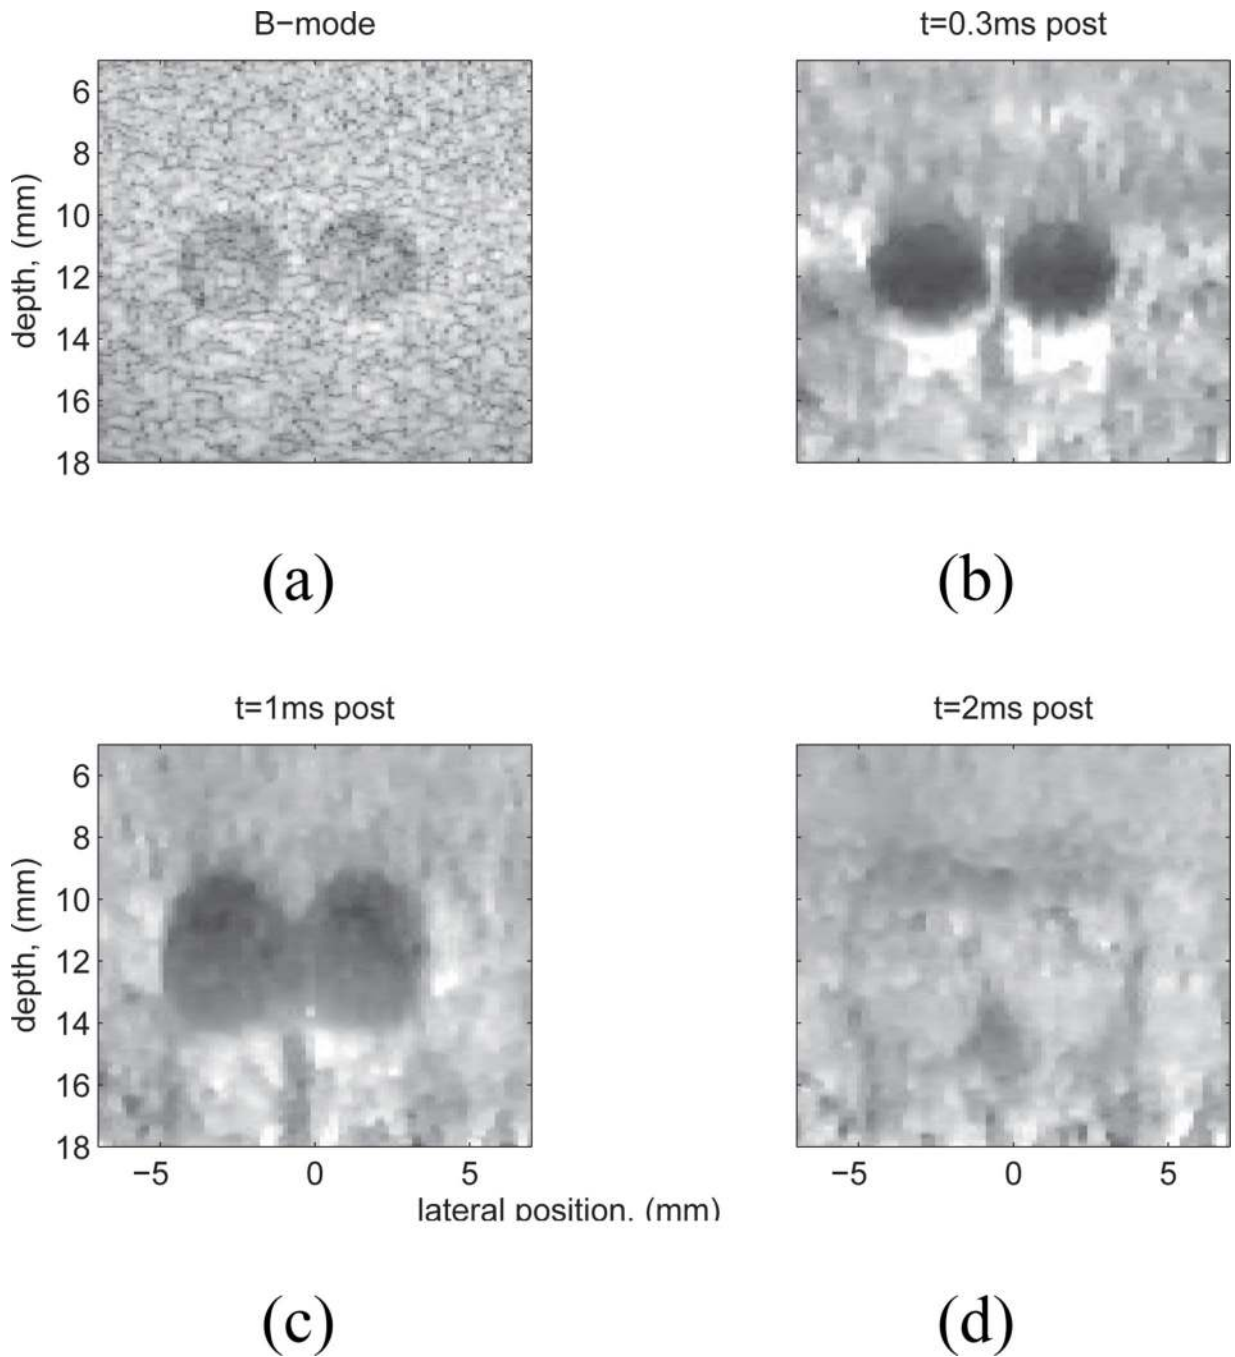 B−mode
t=0.3ms post
6
8
10
12
14
16
18
depth, (mm)
(a)
(b)
t=1ms post
t=2ms post
6
8
10
12
14
16
18
depth, (mm)
−5
0
5
−5
0
5
lateral position, (mm)
(c)
(d)